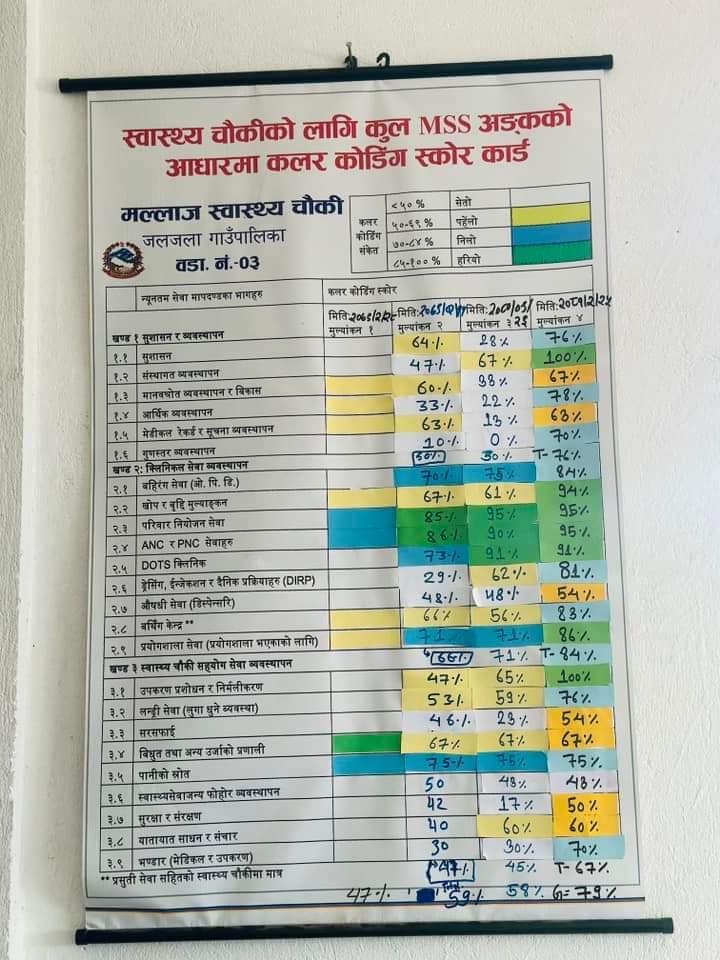 स्वास्थ्य चौकीको लागि कुल MSS अङ्कको
आधारमा कलर कोडिंग स्कोर कार्ड
मल्लाज स्वास्थ्य चौकी
जलजला गाउँपालिका
वडा. नं.-०३
कलर कोडिंग संकेत
<५० % सेतो
५०-६९ % पहेंलो
७०-८४ % निलो
८५-१०० % हरियो
न्यूनतम सेवा मापदण्डका भागहरु कलर कोडिंग स्कोर
मिति: मिति: मिति: मिति:
खण्ड १ सुशासन र व्यवस्थापन मुल्यांकन १ मुल्यांकन २ मुल्यांकन ३ मुल्यांकन ४
१.१ सुशासन 64% 28% 76%
१.२ संस्थागत व्यवस्थापन 47% 67% 100%
१.३ मानवश्रोत व्यवस्थापन र बिकास 60% 33% 67%
१.४ आर्थिक व्यवस्थापन 33% 22% 78%
१.५ मेडीकल रेकर्ड र सूचना व्यवस्थापन 63% 13% 63%
१.६ गुणस्तर व्यवस्थापन 10% 0% 70%
खण्ड २: क्लिनिकल सेवा व्यवस्थापन 50% 30% T-76%
२.१ बहिरंग सेवा (ओ. पि. डि.) 70% 75% 84%
२.२ खोप र बृद्दि मुल्याङ्कन 67% 61% 94%
२.३ परिवार नियोजन सेवा 85% 95% 95%
२.४ ANC र PNC सेवाहरु 86% 90% 95%
२.५ DOTS क्लिनिक 73% 91% 91%
२.६ ड्रेसिंग, ईन्जेकशन र दैनिक प्रक्रियाहरु (DIRP) 29% 62% 81%
२.७ औषधी सेवा (डिस्पेन्सरि) 48% 48% 54%
२.८ बर्थिंग केन्द्र ** 66% 56% 83%
२.९ प्रयोगशाला सेवा (प्रयोगशाला भएकाको लागि) 71% 71% 86%
खण्ड ३ स्वास्थ्य चौकी सहयोग सेवा व्यवस्थापन 71% T-84%
३.१ उपकरण प्रशोधन र निर्मलीकरण 47% 65% 100%
३.२ लन्ड्री सेवा (लुगा धुने ब्यवस्था) 53% 59% 76%
३.३ सरसफाई 46% 23% 54%
३.४ बिधुत तथा अन्य उर्जाको प्रणाली 67% 67% 67%
३.५ पानीको स्रोत 75% 75% 75%
३.६ स्वास्थ्यसेवाजन्य फोहोर व्यवस्थापन 50 43% 43%
३.७ सुरक्षा र संरक्षण 42 17% 50%
३.८ यातायात साधन र संचार 40 60% 60%
३.९ भण्डार (मेडिकल र उपकरण) 30 30% 70%
** प्रसुती सेवा सहितको स्वास्थ्य चौकीमा मात्र 47% 45% T-67%
47% 59% 58% G=79%